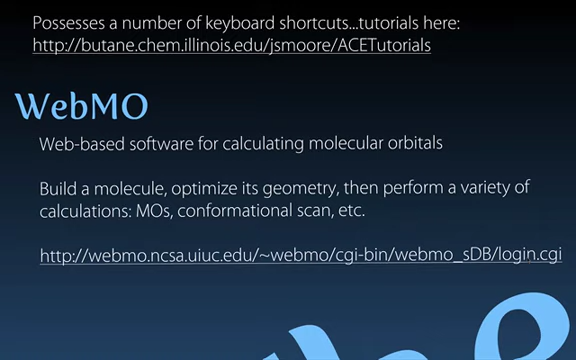 Possesses a number of keyboard shortcuts...tutorials here:
http://butane.chem.illinois.edu/jsmoore/ACETutorials
WebMO
Web-based software for calculating molecular orbitals
Build a molecule, optimize its geometry, then perform a variety of
calculations: MOs, conformational scan, etc.
http://webmo.ncsa.uiuc.edu/~webmo/cgi-bin/webmo_sDB/login.cgi